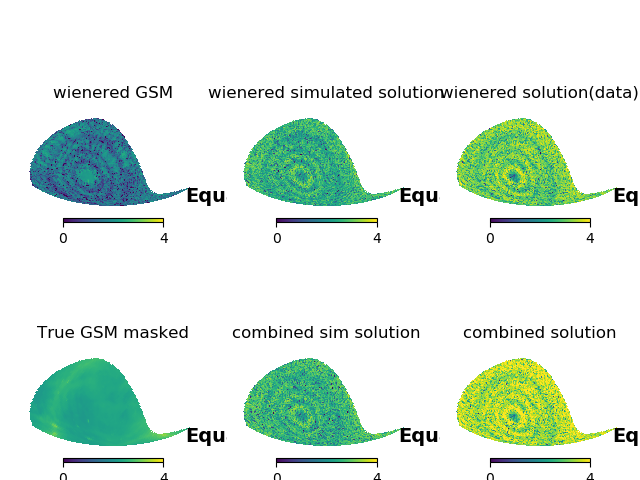 wienered GSM
wienered simulated solution
wienered solution(data)
Equ
Equ
Eq
0 4
0 4
0 4
True GSM masked
combined sim solution
combined solution
Equ
Equ
Eq
0 4
0 4
0 4